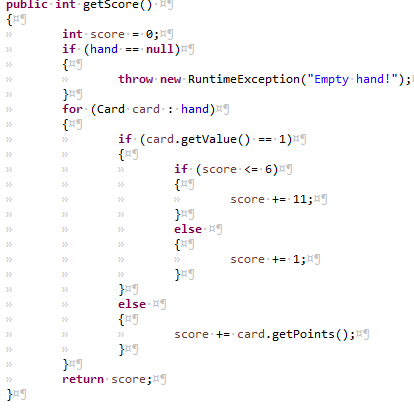 public int getScore()
{
int score = 0;
if (hand == null)
{
throw new RuntimeException("Empty hand!");
}
for (Card card : hand)
{
if (card.getValue() == 1)
{
if (score <= 6)
{
score += 11;
}
else
{
score += 1;
}
}
else
{
score += card.getPoints();
}
}
return score;
}